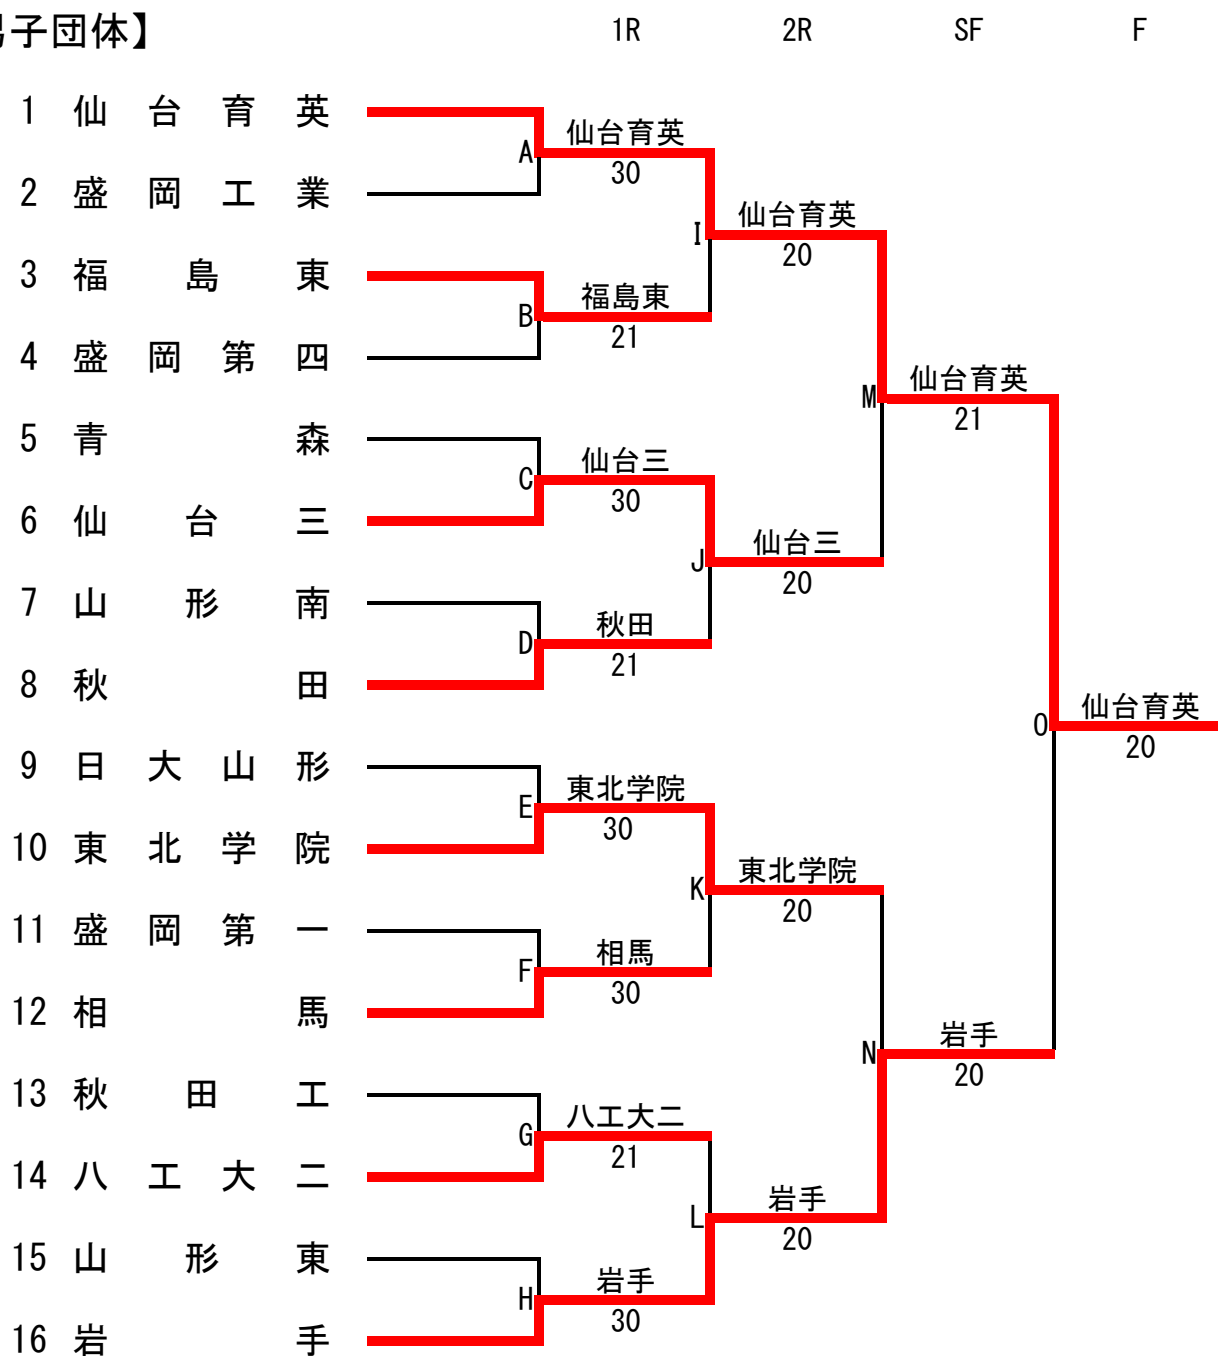 男子団体】 1R 2R SF F
1 仙台育英
仙台育英
A
30
2 盛岡工業
仙台育英
I
20
3 福島東
福島東
B
21
4 盛岡第四
仙台育英
M
21
5 青森
仙台三
C
30
6 仙台三
仙台三
J
20
7 山形南
秋田
D
21
8 秋田
仙台育英
O
20
9 日大山形
東北学院
E
30
10 東北学院
東北学院
K
20
11 盛岡第一
相馬
F
30
12 相馬
岩手
N
20
13 秋田工
八工大二
G
21
14 八工大二
岩手
L
20
15 山形東
岩手
H
30
16 岩手